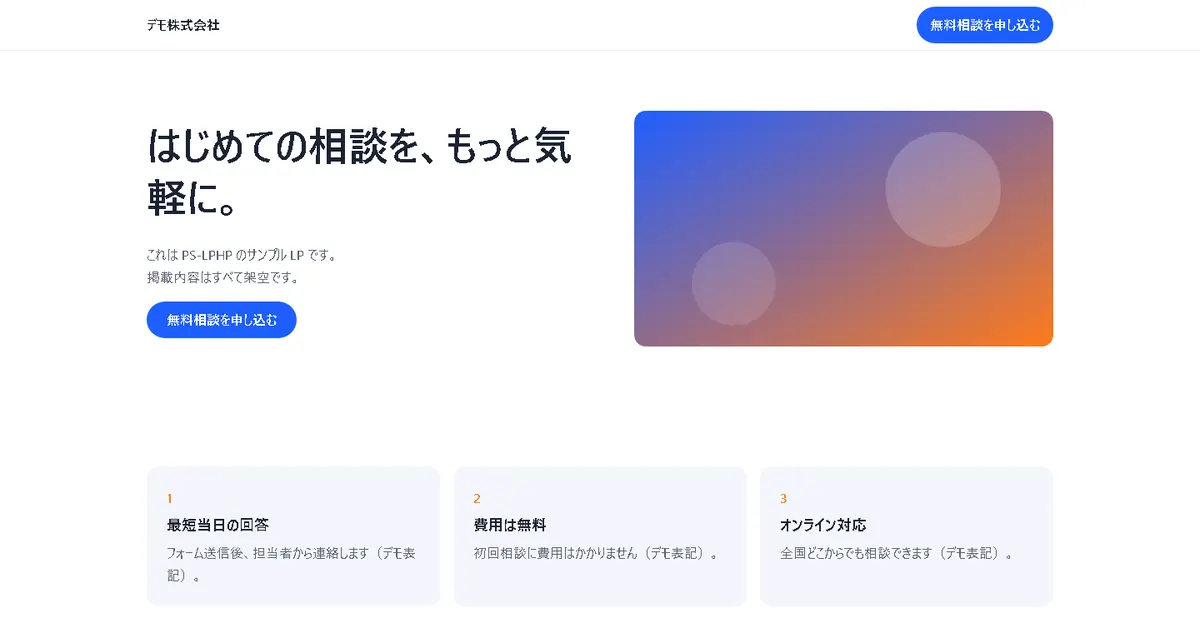 デモ株式会社
無料相談を申し込む
はじめての相談を、もっと気
軽に。
これは PS-LPHP のサンプル LP です。
掲載内容はすべて架空です。
無料相談を申し込む
1
最短当日の回答
フォーム送信後、担当者から連絡します（デモ表
記）。
2
費用は無料
初回相談に費用はかかりません（デモ表記）。
3
オンライン対応
全国どこからでも相談できます（デモ表記）。